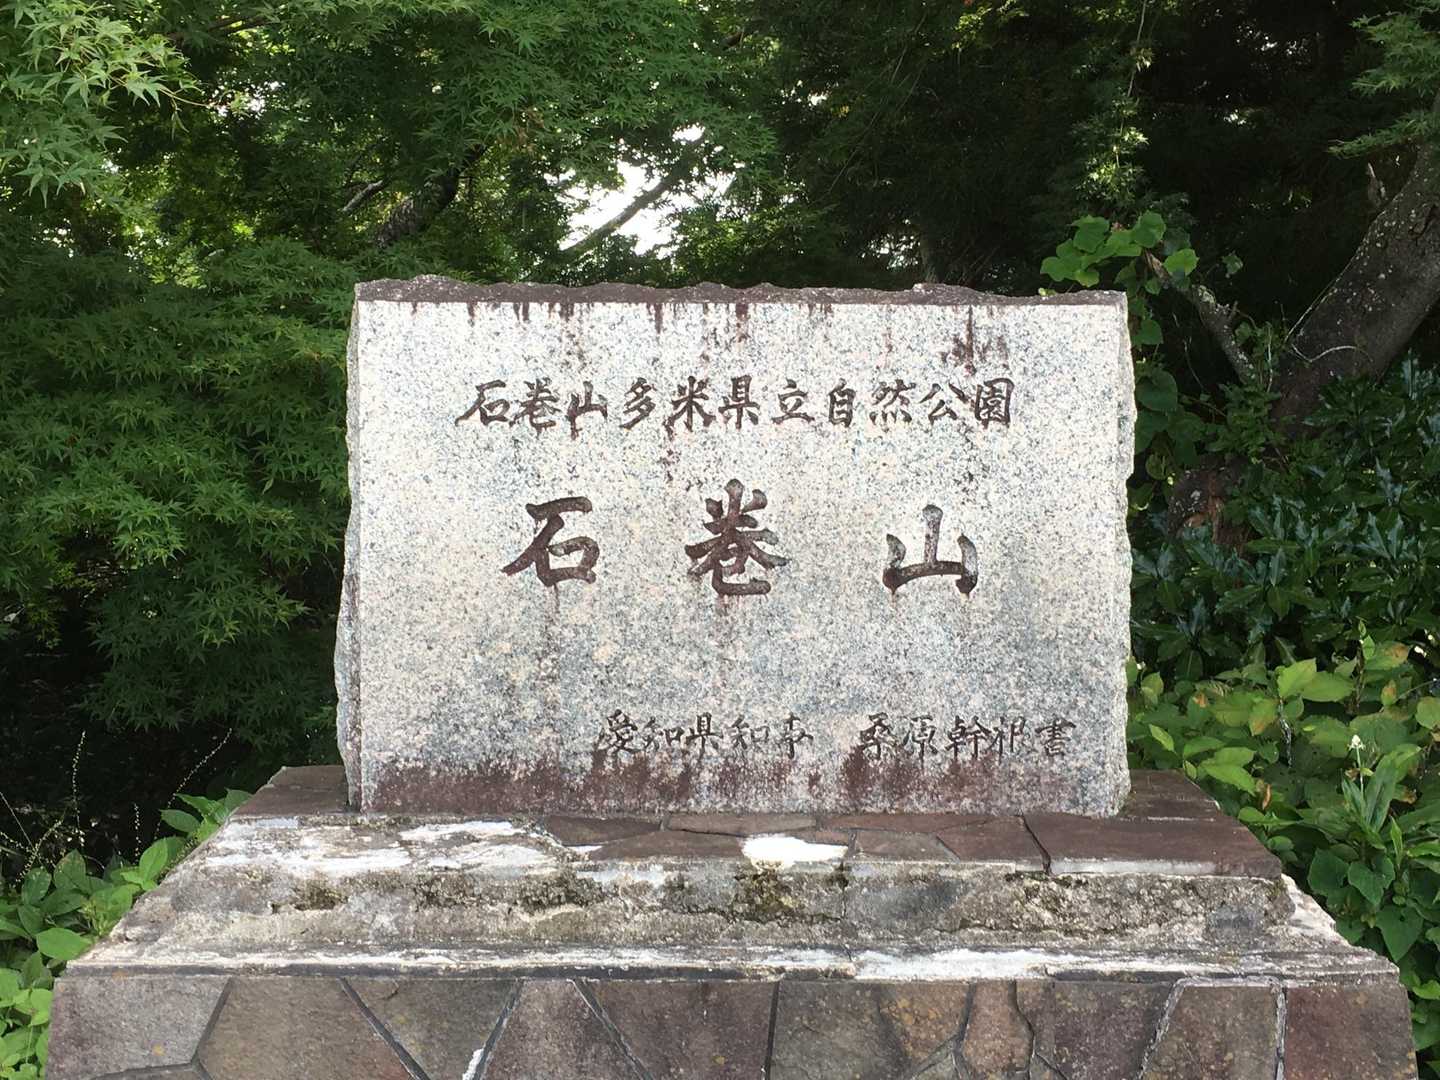 石巻山多米県立自然公園
石巻山
愛知県知事 桑原幹根書